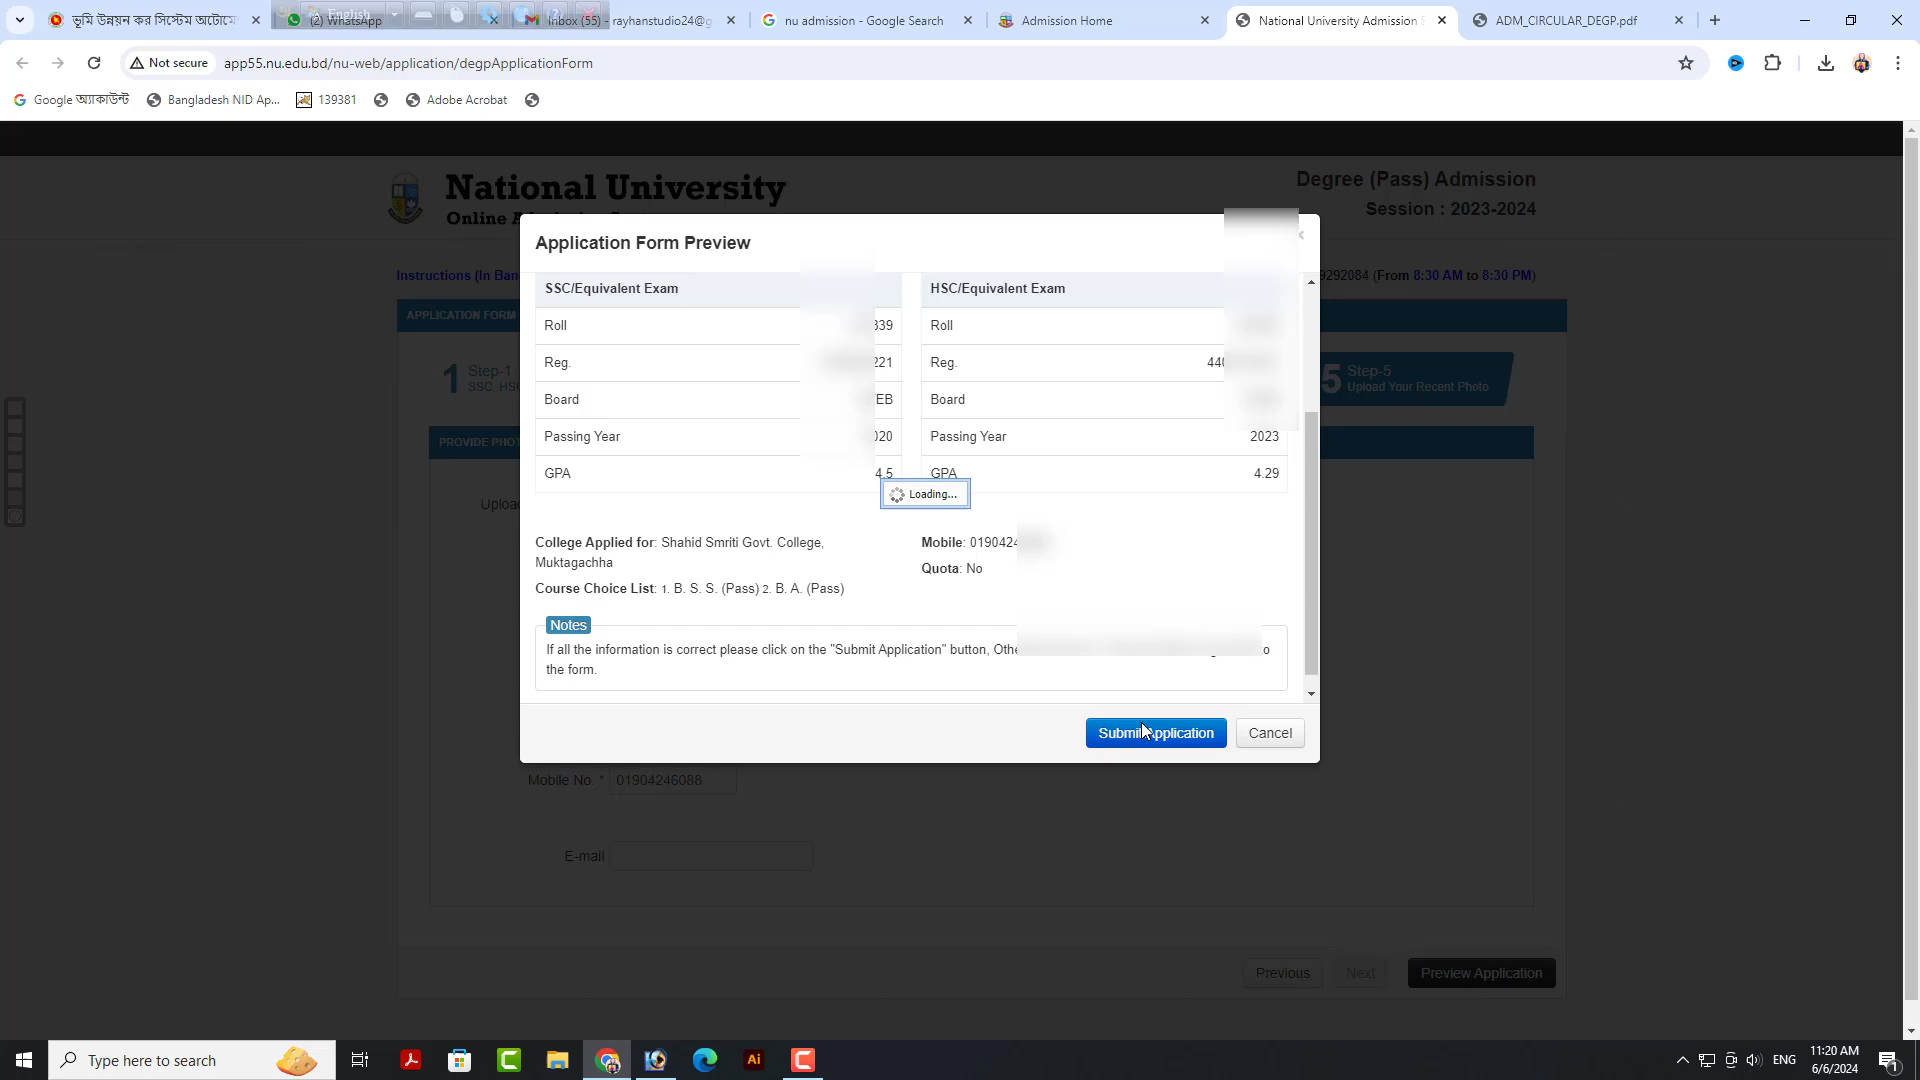 ভূমি উন্নয়ন কর সিস্টেম অটোমে
(2) WhatsApp
English
Inbox (55) - rayhanstudio24@g
nu admission - Google Search
Admission Home
National University Admission S
ADM_CIRCULAR_DEGP.pdf
Not secure
app55.nu.edu.bd/nu-web/application/degpApplicationForm
Google অ্যাকাউন্ট
Bangladesh NID Ap...
139381
Adobe Acrobat
National University
Online A
Degree (Pass) Admission
Session : 2023-2024
Instructions (In Ban
9292084 (From 8:30 AM to 8:30 PM)
APPLICATION FORM
1 Step-1
SSC, HSC
5 Step-5
Upload Your Recent Photo
PROVIDE PHOT
Uploa
Application Form Preview
SSC/Equivalent Exam
Roll 339
Reg. 221
Board EB
Passing Year 020
GPA 4.5
HSC/Equivalent Exam
Roll
Reg. 440
Board
Passing Year 2023
GPA 4.29
Loading...
College Applied for: Shahid Smriti Govt. College,
Muktagachha
Course Choice List: 1. B. S. S. (Pass) 2. B. A. (Pass)
Mobile: 0190424
Quota: No
Notes
If all the information is correct please click on the "Submit Application" button, Othe
the form.
Submit Application
Cancel
Mobile No. * 01904246088
E-mail
Previous
Next
Preview Application
Type here to search
Ai
ENG
11:20 AM
6/6/2024
1